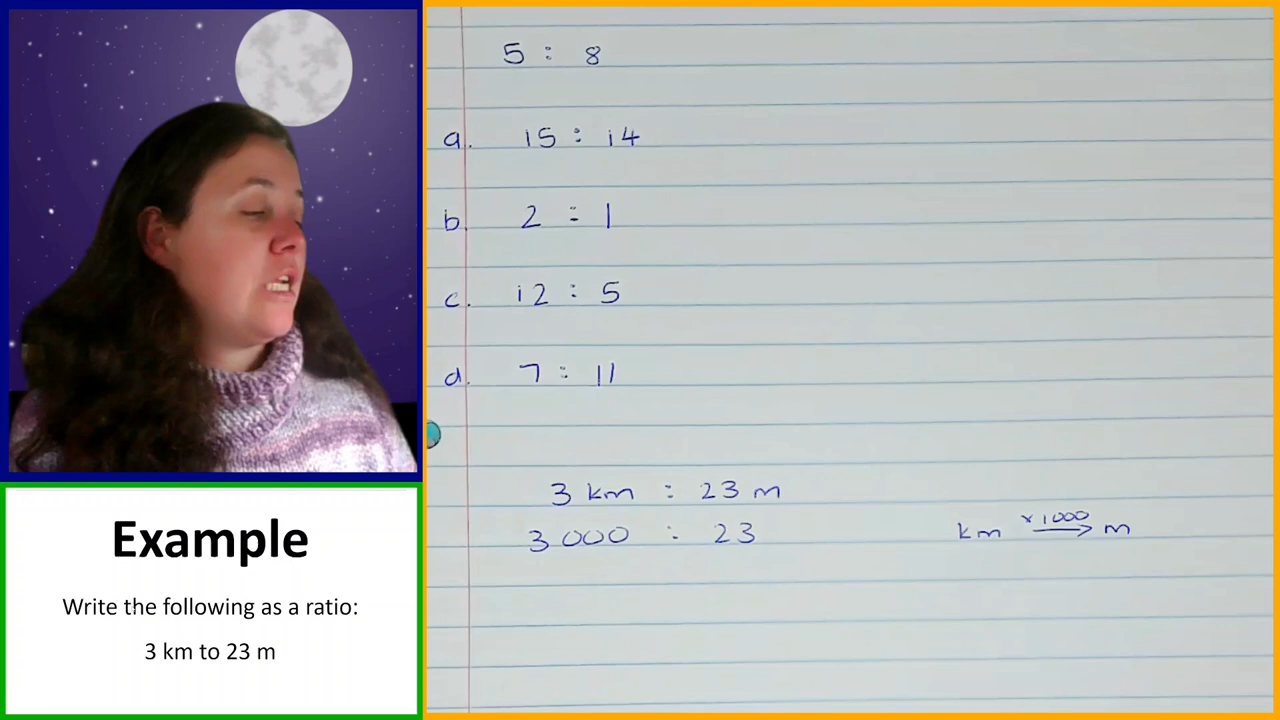 5 : 8
a. 15 : 14
b. 2 : 1
c. 12 : 5
d. 7 : 11
3 km : 23 m
3000 : 23
km ×1000 → m
Example
Write the following as a ratio:
3 km to 23 m